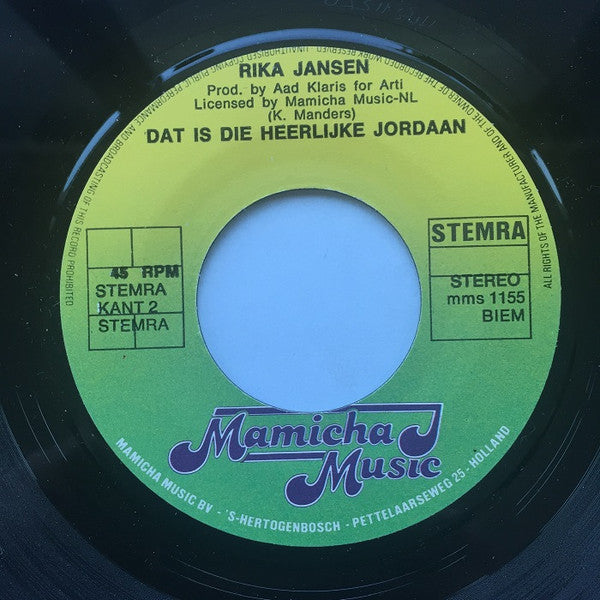 ALL RIGHTS OF THE MANUFACTURER AND OF THE OWNER OF THE RECORDED WORK RESERVED. UNAUTHORISED COPYING PUBLIC PERFORMANCE AND BROADCASTING OF THIS RECORD PROHIBITED
RIKA JANSEN
Prod. by Aad Klaris for Arti
Licensed by Mamicha Music-NL
(K. Manders)
DAT IS DIE HEERLIJKE JORDAAN
45 RPM
STEMRA
KANT 2
STEMRA
STEMRA
STEREO
mms 1155
BIEM
Mamicha
Music
MAMICHA MUSIC BV - 'S-HERTOGENBOSCH - PETTELAARSEWEG 25 - HOLLAND